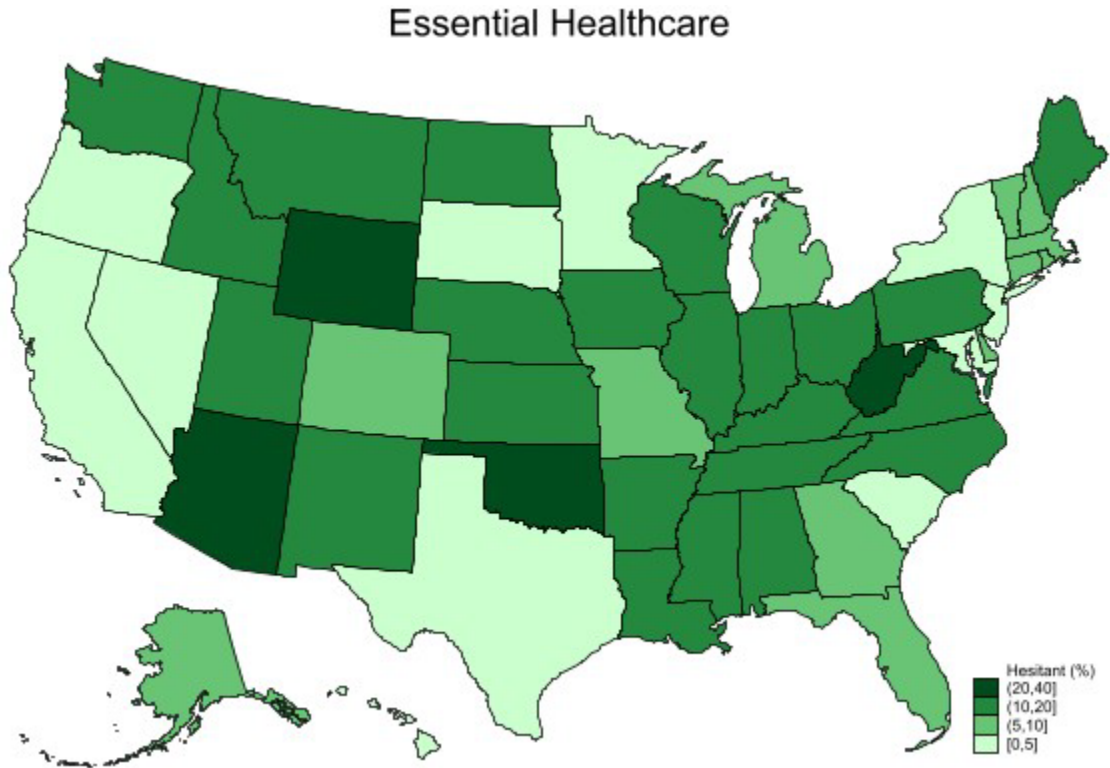 Essential Healthcare
Hesitant (%)
(20,40]
(10,20]
(5,10]
[0,5]